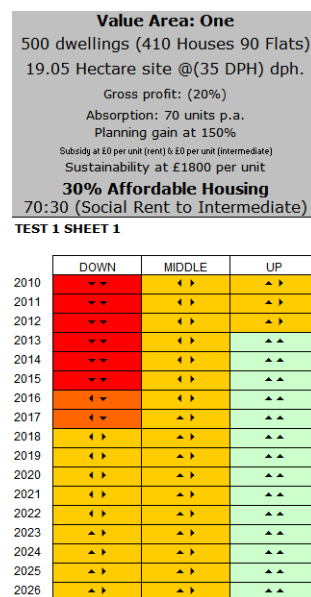 Value Area: One
500 dwellings (410 Houses 90 Flats)
19.05 Hectare site @(35 DPH) dph.
Gross profit: (20%)
Absorption: 70 units p.a.
Planning gain at 150%
Subsidy at £0 per unit (rent) & £0 per unit (intermediate)
Sustainability at £1800 per unit
30% Affordable Housing
70:30 (Social Rent to Intermediate)
TEST 1 SHEET 1
DOWN MIDDLE UP
2010
2011
2012
2013
2014
2015
2016
2017
2018
2019
2020
2021
2022
2023
2024
2025
2026